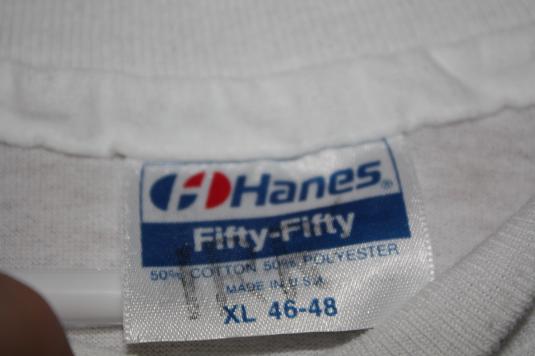 Hanes®
Fifty-Fifty
50% COTTON 50% POLYESTER
MADE IN U.S.A.
XL 46-48